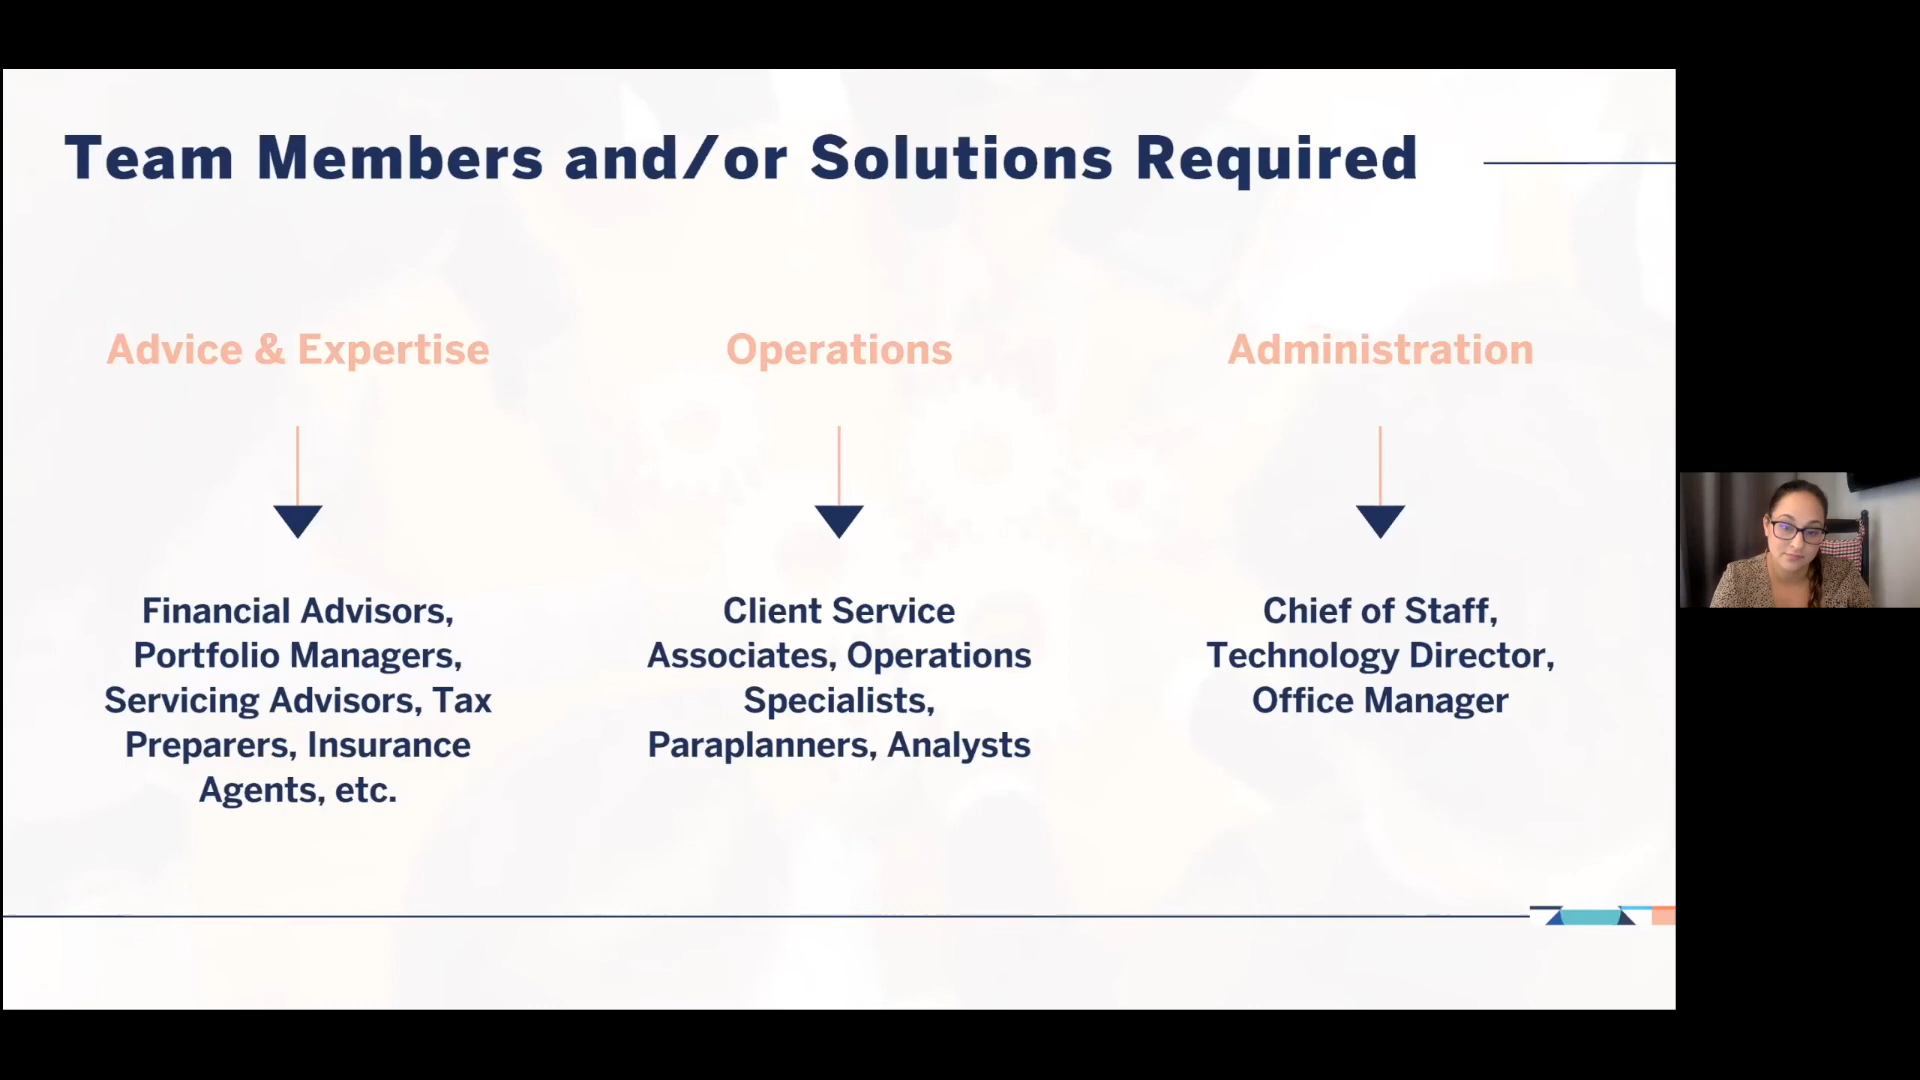 Team Members and/or Solutions Required
Advice & Expertise
Financial Advisors,
Portfolio Managers,
Servicing Advisors, Tax
Preparers, Insurance
Agents, etc.
Operations
Client Service
Associates, Operations
Specialists,
Paraplanners, Analysts
Administration
Chief of Staff,
Technology Director,
Office Manager